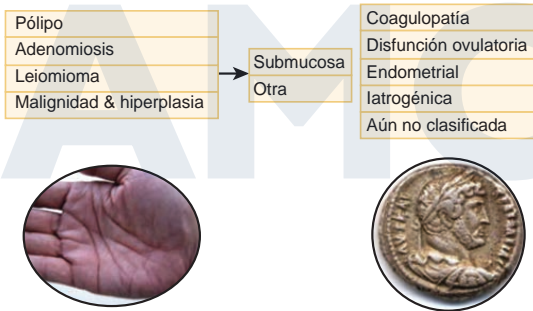 Pólipo
Adenomiosis
Leiomioma
Malignidad & hiperplasia
Submucosa
Otra
Coagulopatía
Disfunción ovulatoria
Endometrial
Iatrogénica
Aún no clasificada
AMC